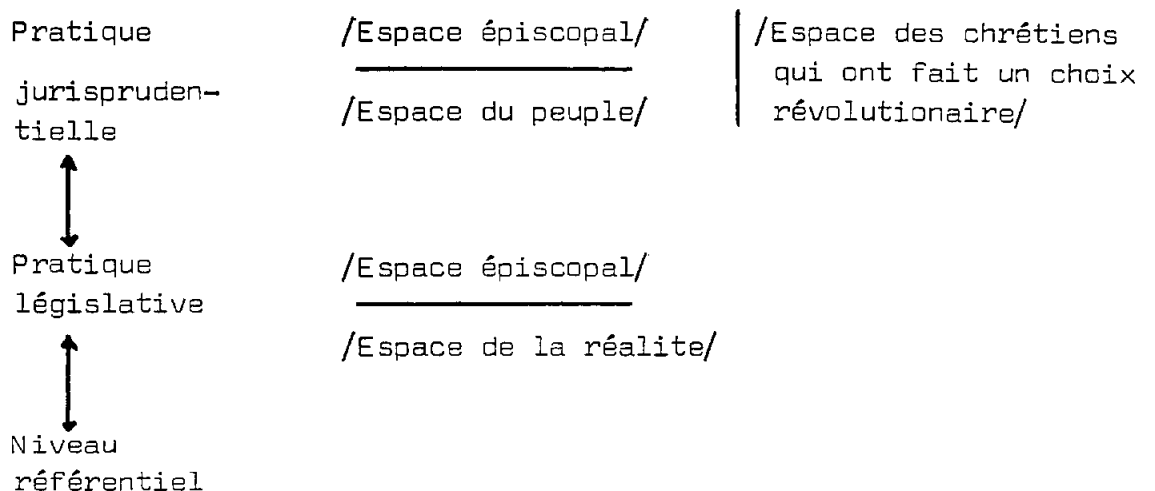 Pratique /Espace épiscopal/ /Espace des chrétiens
qui ont fait un choix
jurispruden-
tielle /Espace du peuple/ révolutionaire/
Pratique /Espace épiscopal/
législative
/Espace de la réalite/
Niveau
référentiel